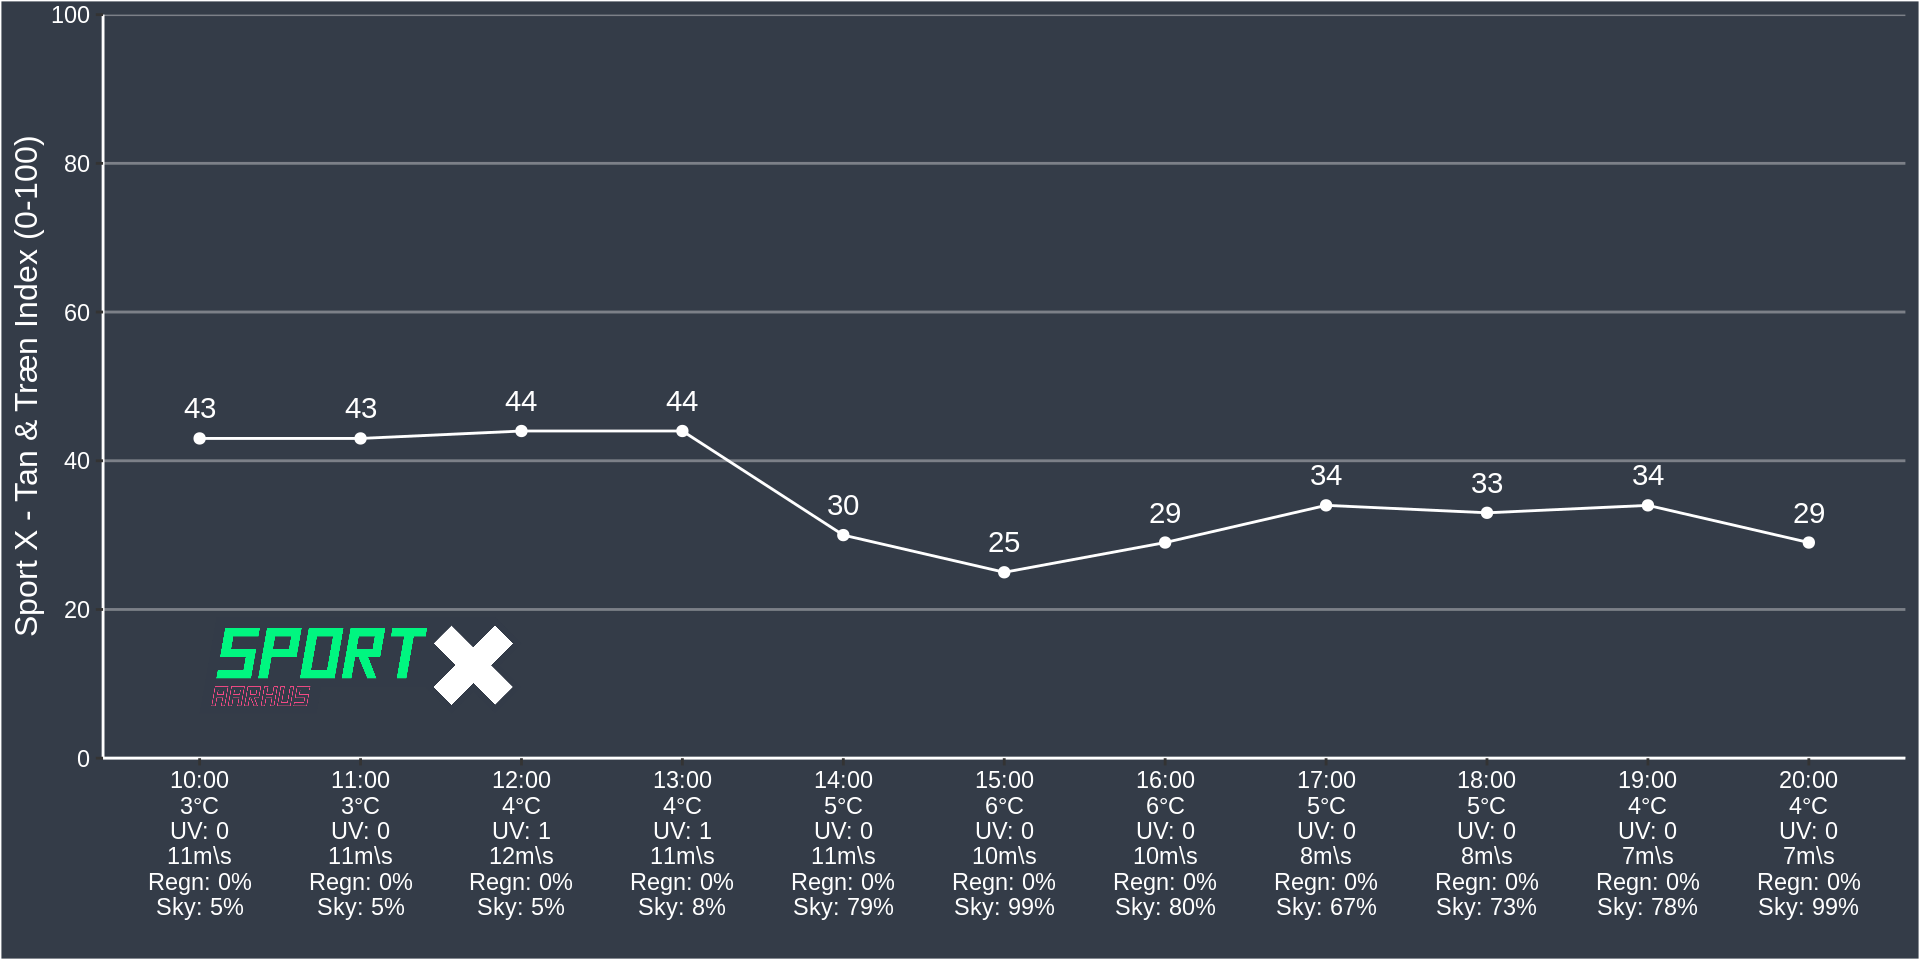 Sport X - Tan & Træn Index (0-100)
100
80
60
40
20
0
43
43
44
44
30
25
29
34
33
34
29
SPORT X
AARHUS
10:00
3°C
UV: 0
11m\s
Regn: 0%
Sky: 5%
11:00
3°C
UV: 0
11m\s
Regn: 0%
Sky: 5%
12:00
4°C
UV: 1
12m\s
Regn: 0%
Sky: 5%
13:00
4°C
UV: 1
11m\s
Regn: 0%
Sky: 8%
14:00
5°C
UV: 0
11m\s
Regn: 0%
Sky: 79%
15:00
6°C
UV: 0
10m\s
Regn: 0%
Sky: 99%
16:00
6°C
UV: 0
10m\s
Regn: 0%
Sky: 80%
17:00
5°C
UV: 0
8m\s
Regn: 0%
Sky: 67%
18:00
5°C
UV: 0
8m\s
Regn: 0%
Sky: 73%
19:00
4°C
UV: 0
7m\s
Regn: 0%
Sky: 78%
20:00
4°C
UV: 0
7m\s
Regn: 0%
Sky: 99%